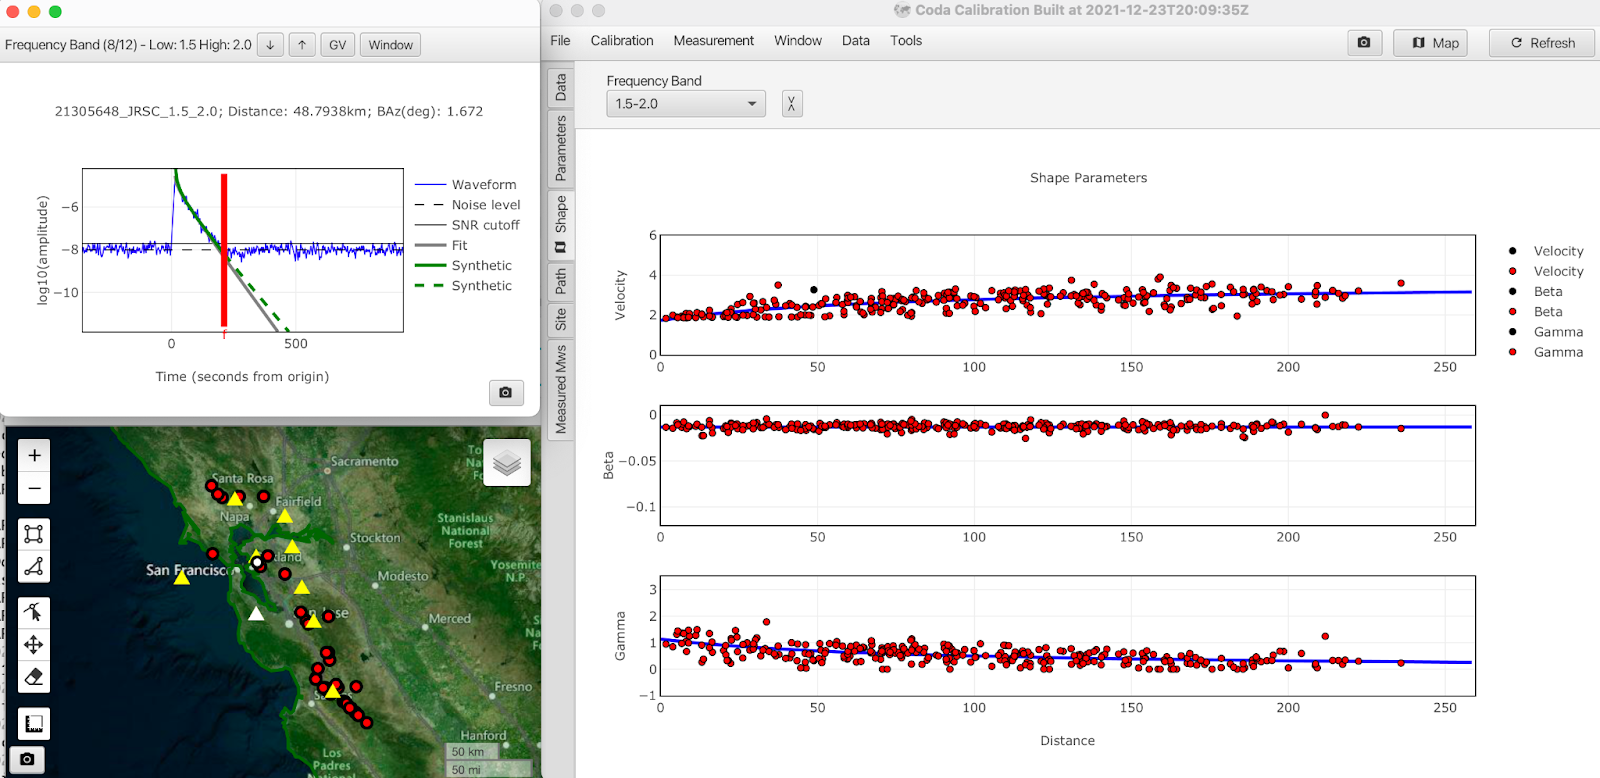 Frequency Band (8/12) - Low: 1.5 High: 2.0
↓
↑
GV
Window
21305648_JRSC_1.5_2.0; Distance: 48.7938km; BAz(deg): 1.672
log10(amplitude)
−6
−8
−10
0
500
f
Time (seconds from origin)
Waveform
Noise level
SNR cutoff
Fit
Synthetic
Synthetic
+
−
Sacramento
Santa Rosa
Fairfield
Napa
Stockton
Stanislaus
National
Forest
San Francisc
land
Modesto
Yosemite
N.P.
n Jose
Merced
Fresno
Hanford
Los
Padres
National
50 km
50 mi
Coda Calibration Built at 2021-12-23T20:09:35Z
File
Calibration
Measurement
Window
Data
Tools
Map
Refresh
Data
Parameters
Shape
Path
Site
Measured Mws
Frequency Band
1.5-2.0
Shape Parameters
Velocity
6
4
2
0
0
50
100
150
200
250
Beta
0
−0.05
−0.1
0
50
100
150
200
250
Gamma
3
2
1
0
−1
0
50
100
150
200
250
Distance
Velocity
Velocity
Beta
Beta
Gamma
Gamma